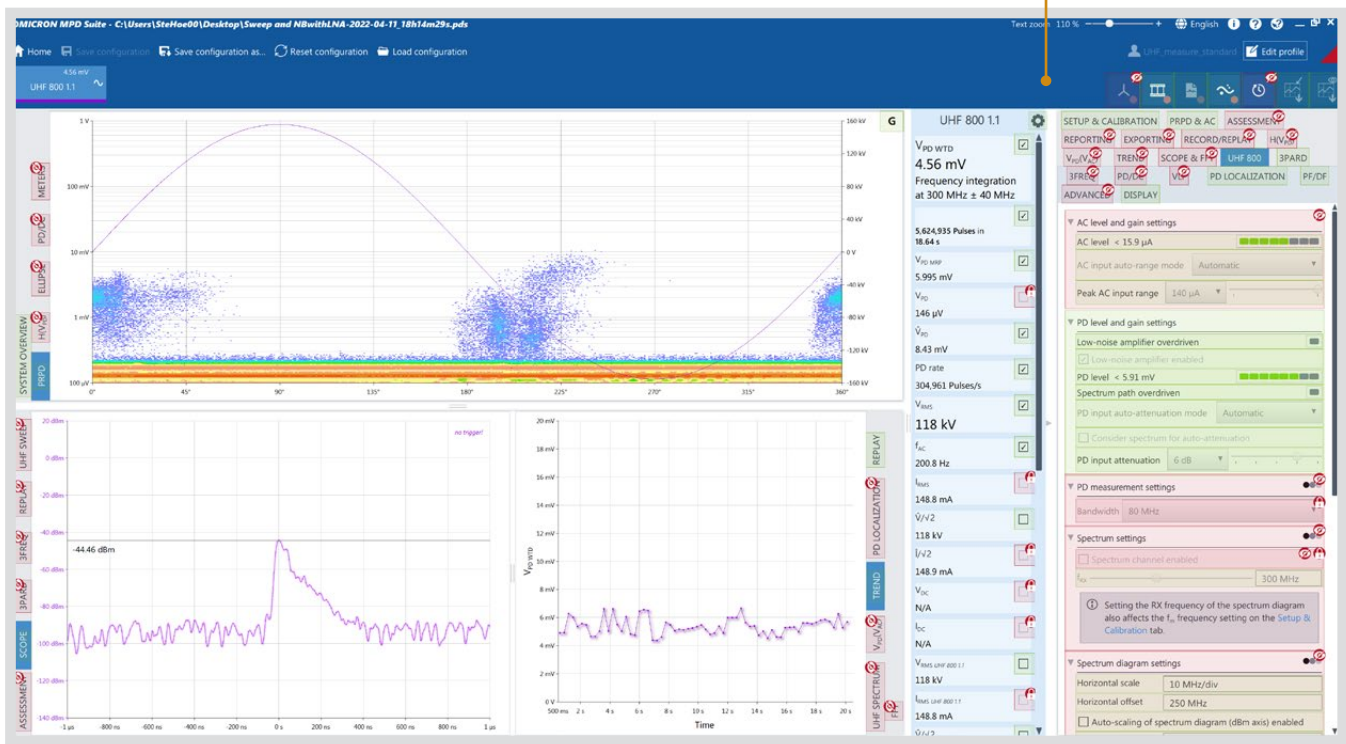 OMICRON MPD Suite - C:\Users\SteHoe00\Desktop\Sweep and NBwithLNA-2022-04-11_18h14m29s.pds
Text zoom 110 % - + English
Home Save configuration Save configuration as... Reset configuration Load configuration
UHF_measure_standard Edit profile
4.56 mV
UHF 800 1.1
METERS
PD/DC
ELLIPSE
SYSTEM OVERVIEW
PRPD
1 V
100 mV
10 mV
1 mV
100 µV
160 kV
120 kV
80 kV
40 kV
0 V
-40 kV
-80 kV
-120 kV
-160 kV
0° 45° 90° 135° 180° 225° 270° 315° 360°
G
UHF SWEEP
REPLAY
3FREQ
3PARD
SCOPE
ASSESSMENT
20 dBm
0 dBm
-20 dBm
-40 dBm
-60 dBm
-80 dBm
-100 dBm
-120 dBm
-140 dBm
no trigger!
-44.46 dBm
-1 µs -800 ns -600 ns -400 ns -200 ns 0 s 200 ns 400 ns 600 ns 800 ns 1 µs
V PD WTD
20 mV
18 mV
16 mV
14 mV
12 mV
10 mV
8 mV
6 mV
4 mV
2 mV
0 V
500 ms 2 s 4 s 6 s 8 s 10 s 12 s 14 s 16 s 18 s 20 s
Time
REPLAY
PD LOCALIZATION
TREND
UHF SPECTRUM
UHF 800 1.1
V PD WTD
4.56 mV
Frequency integration
at 300 MHz ± 40 MHz
5,624,935 Pulses in
18.64 s
V PD MRP
5.995 mV
V PD
146 µV
V̂ PD
8.43 mV
PD rate
304,961 Pulses/s
V RMS
118 kV
f AC
200.8 Hz
I RMS
148.8 mA
V̂/√2
118 kV
Î/√2
148.9 mA
V DC
N/A
I DC
N/A
V RMS UHF 800 1.1
118 kV
I RMS UHF 800 1.1
148.8 mA
V̂/√2
SETUP & CALIBRATION PRPD & AC ASSESSMENT
REPORTING EXPORTING RECORD/REPLAY
TREND SCOPE & FFT UHF 800 3PARD
3FREQ PD/DC PD LOCALIZATION PF/DF
ADVANCED DISPLAY
AC level and gain settings
AC level < 15.9 µA
AC input auto-range mode Automatic
Peak AC input range 140 µA
PD level and gain settings
Low-noise amplifier overdriven
Low-noise amplifier enabled
PD level < 5.91 mV
Spectrum path overdriven
PD input auto-attenuation mode Automatic
Consider spectrum for auto-attenuation
PD input attenuation 6 dB
PD measurement settings
Bandwidth 80 MHz
Spectrum settings
Spectrum channel enabled
f RX 300 MHz
Setting the RX frequency of the spectrum diagram
also affects the f m frequency setting on the Setup &
Calibration tab.
Spectrum diagram settings
Horizontal scale 10 MHz/div
Horizontal offset 250 MHz
Auto-scaling of spectrum diagram (dBm axis) enabled